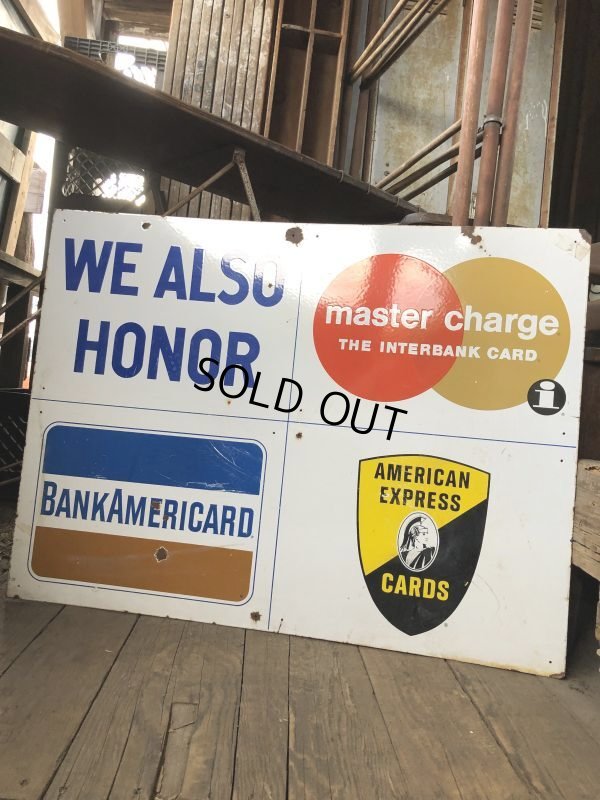 WE ALSO
HONOR
master charge
THE INTERBANK CARD
i
SOLD OUT
BANKAMERICARD
AMERICAN
EXPRESS
CARDS